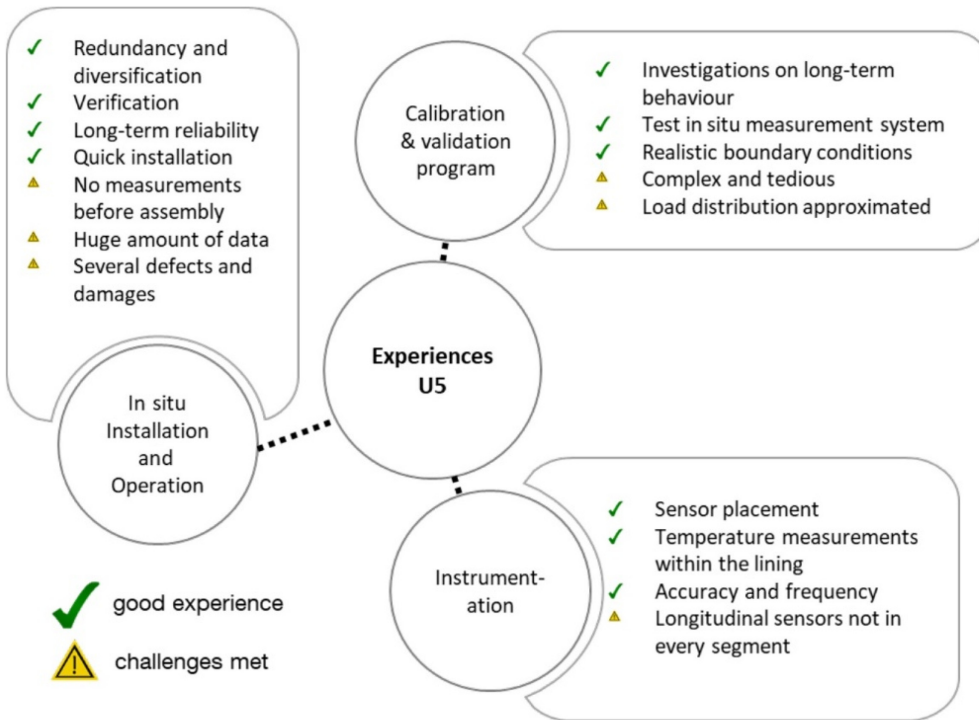 Redundancy and
diversification
Verification
Long-term reliability
Quick installation
No measurements
before assembly
Huge amount of data
Several defects and
damages
In situ
Installation
and
Operation
Calibration
& validation
program
Investigations on long-term
behaviour
Test in situ measurement system
Realistic boundary conditions
Complex and tedious
Load distribution approximated
Experiences
U5
Instrument-
ation
Sensor placement
Temperature measurements
within the lining
Accuracy and frequency
Longitudinal sensors not in
every segment
good experience
challenges met